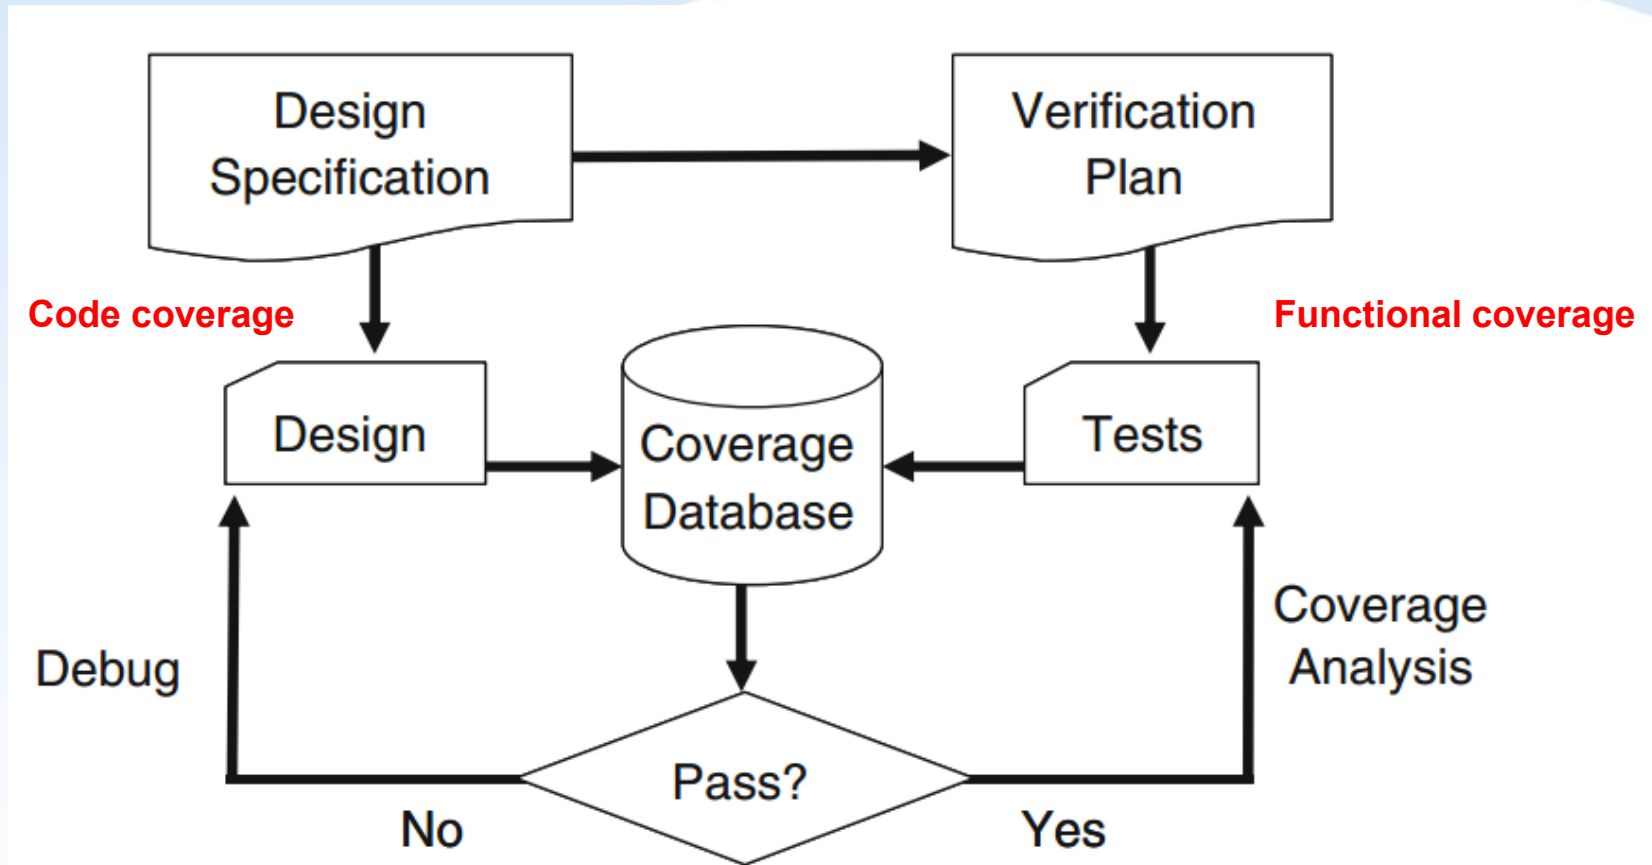 Design
Specification
Verification
Plan
Code coverage
Functional coverage
Design
Coverage
Database
Tests
Debug
Coverage
Analysis
Pass?
No
Yes